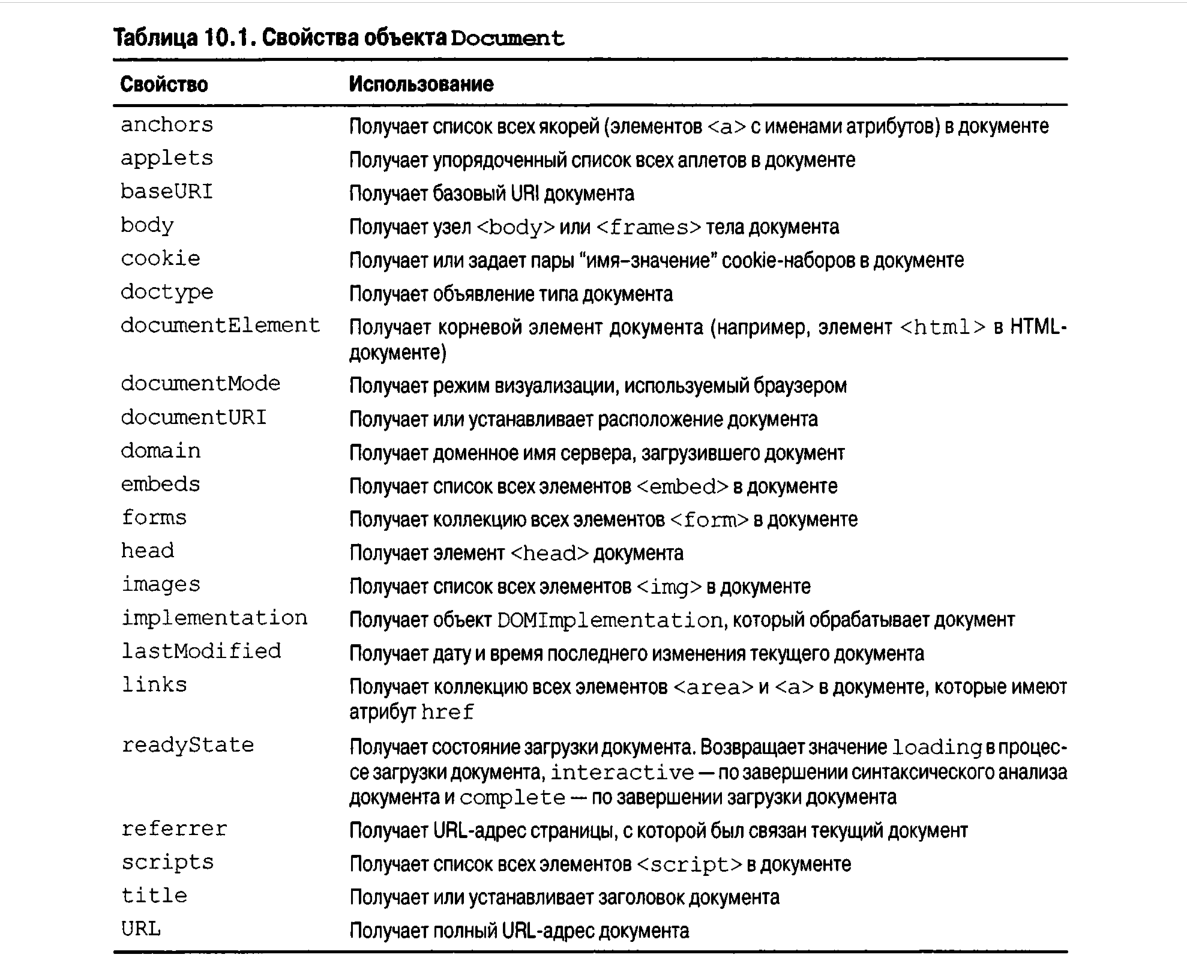 Таблица 10.1. Свойства объекта Document
Свойство Использование
anchors Получает список всех якорей (элементов <a> с именами атрибутов) в документе
applets Получает упорядоченный список всех аплетов в документе
baseURI Получает базовый URI документа
body Получает узел <body> или <frames> тела документа
cookie Получает или задает пары "имя–значение" cookie-наборов в документе
doctype Получает объявление типа документа
documentElement Получает корневой элемент документа (например, элемент <html> в HTML-
документе)
documentMode Получает режим визуализации, используемый браузером
documentURI Получает или устанавливает расположение документа
domain Получает доменное имя сервера, загрузившего документ
embeds Получает список всех элементов <embed> в документе
forms Получает коллекцию всех элементов <form> в документе
head Получает элемент <head> документа
images Получает список всех элементов <img> в документе
implementation Получает объект DOMImplementation, который обрабатывает документ
lastModified Получает дату и время последнего изменения текущего документа
links Получает коллекцию всех элементов <area> и <a> в документе, которые имеют
атрибут href
readyState Получает состояние загрузки документа. Возвращает значение loading в процес-
се загрузки документа, interactive — по завершении синтаксического анализа
документа и complete — по завершении загрузки документа
referrer Получает URL-адрес страницы, с которой был связан текущий документ
scripts Получает список всех элементов <script> в документе
title Получает или устанавливает заголовок документа
URL Получает полный URL-адрес документа